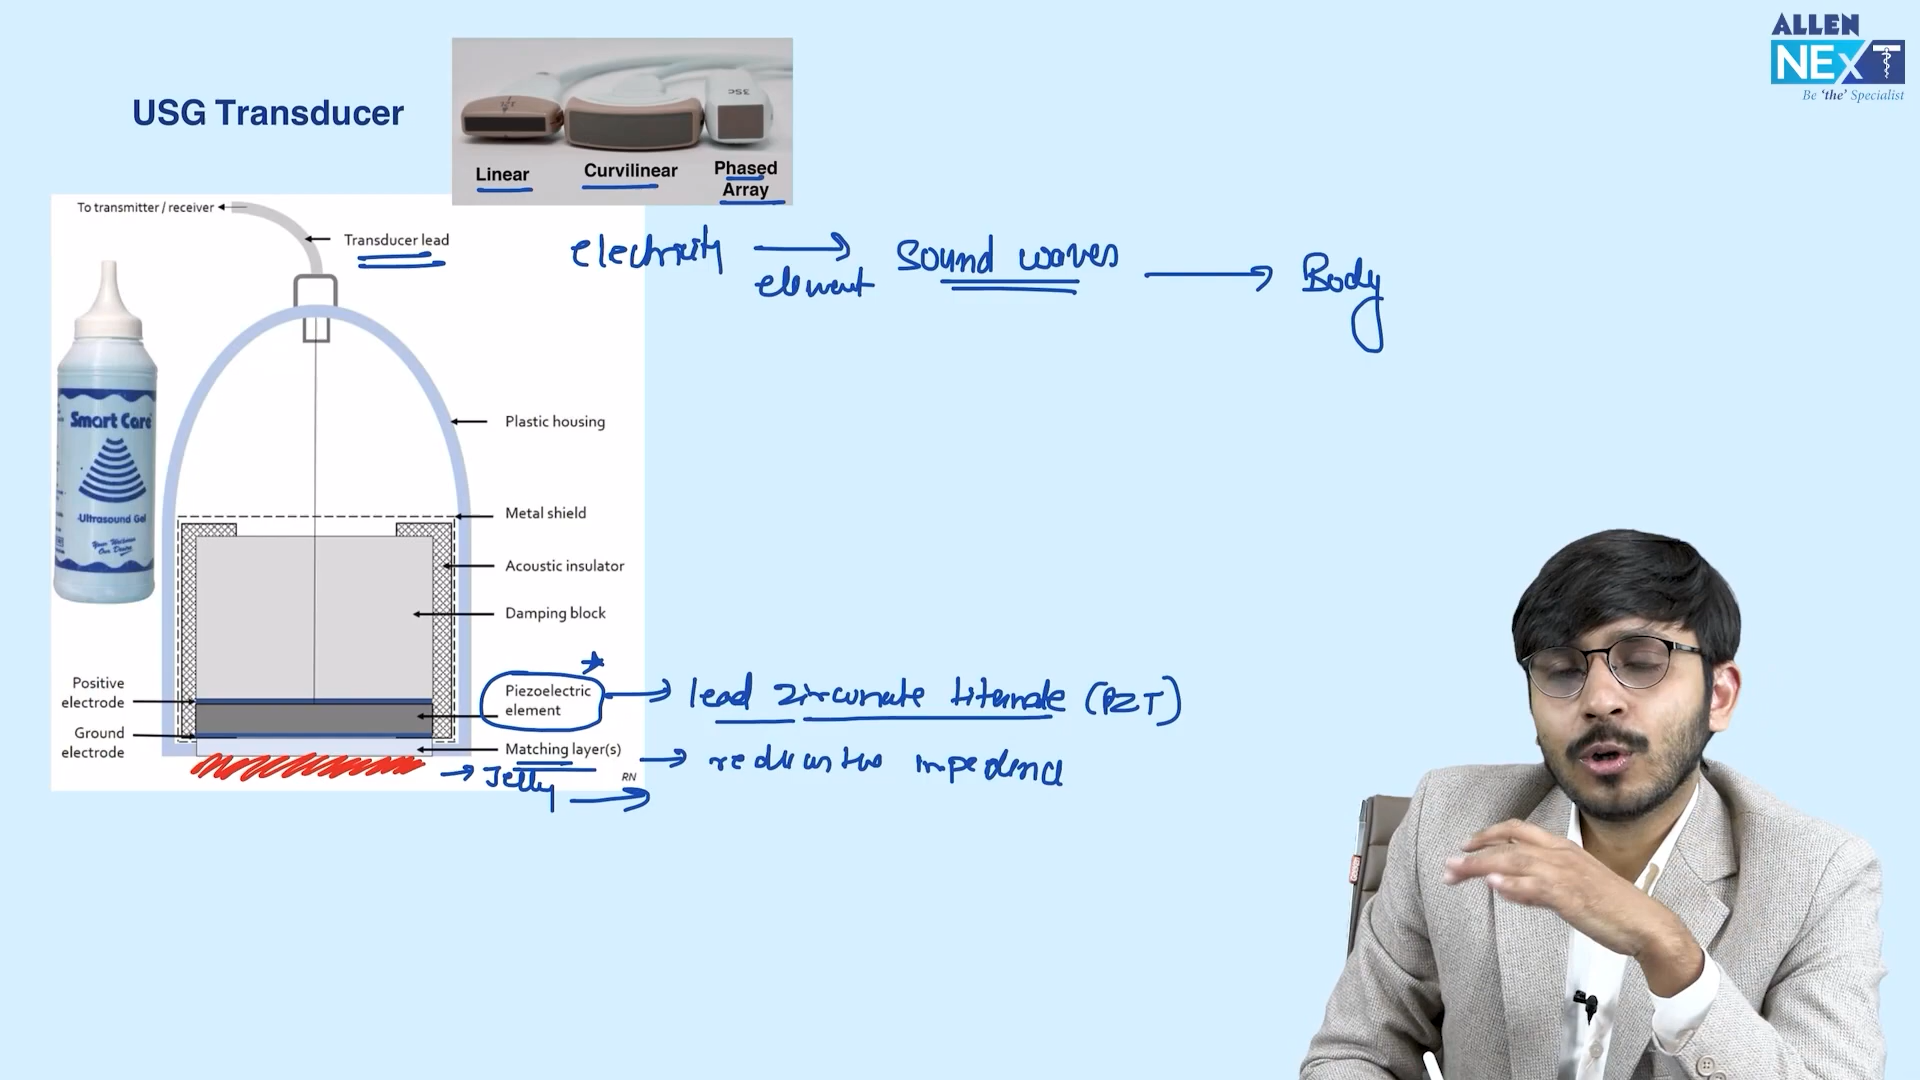 ALLEN
NEXT
Be 'the' Specialist
USG Transducer
3SC
Linear
Curvilinear
Phased
Array
To transmitter / receiver
Transducer lead
electricity → Sound waves → Body
element
Plastic housing
Smart Care
Ultrasound Gel
Metal shield
Acoustic insulator
Damping block
Positive
electrode
Piezoelectric
element
→ lead zirconate titanate (PZT)
Ground
electrode
Matching layer(s)
→ impedance
→ Jelly →
RN